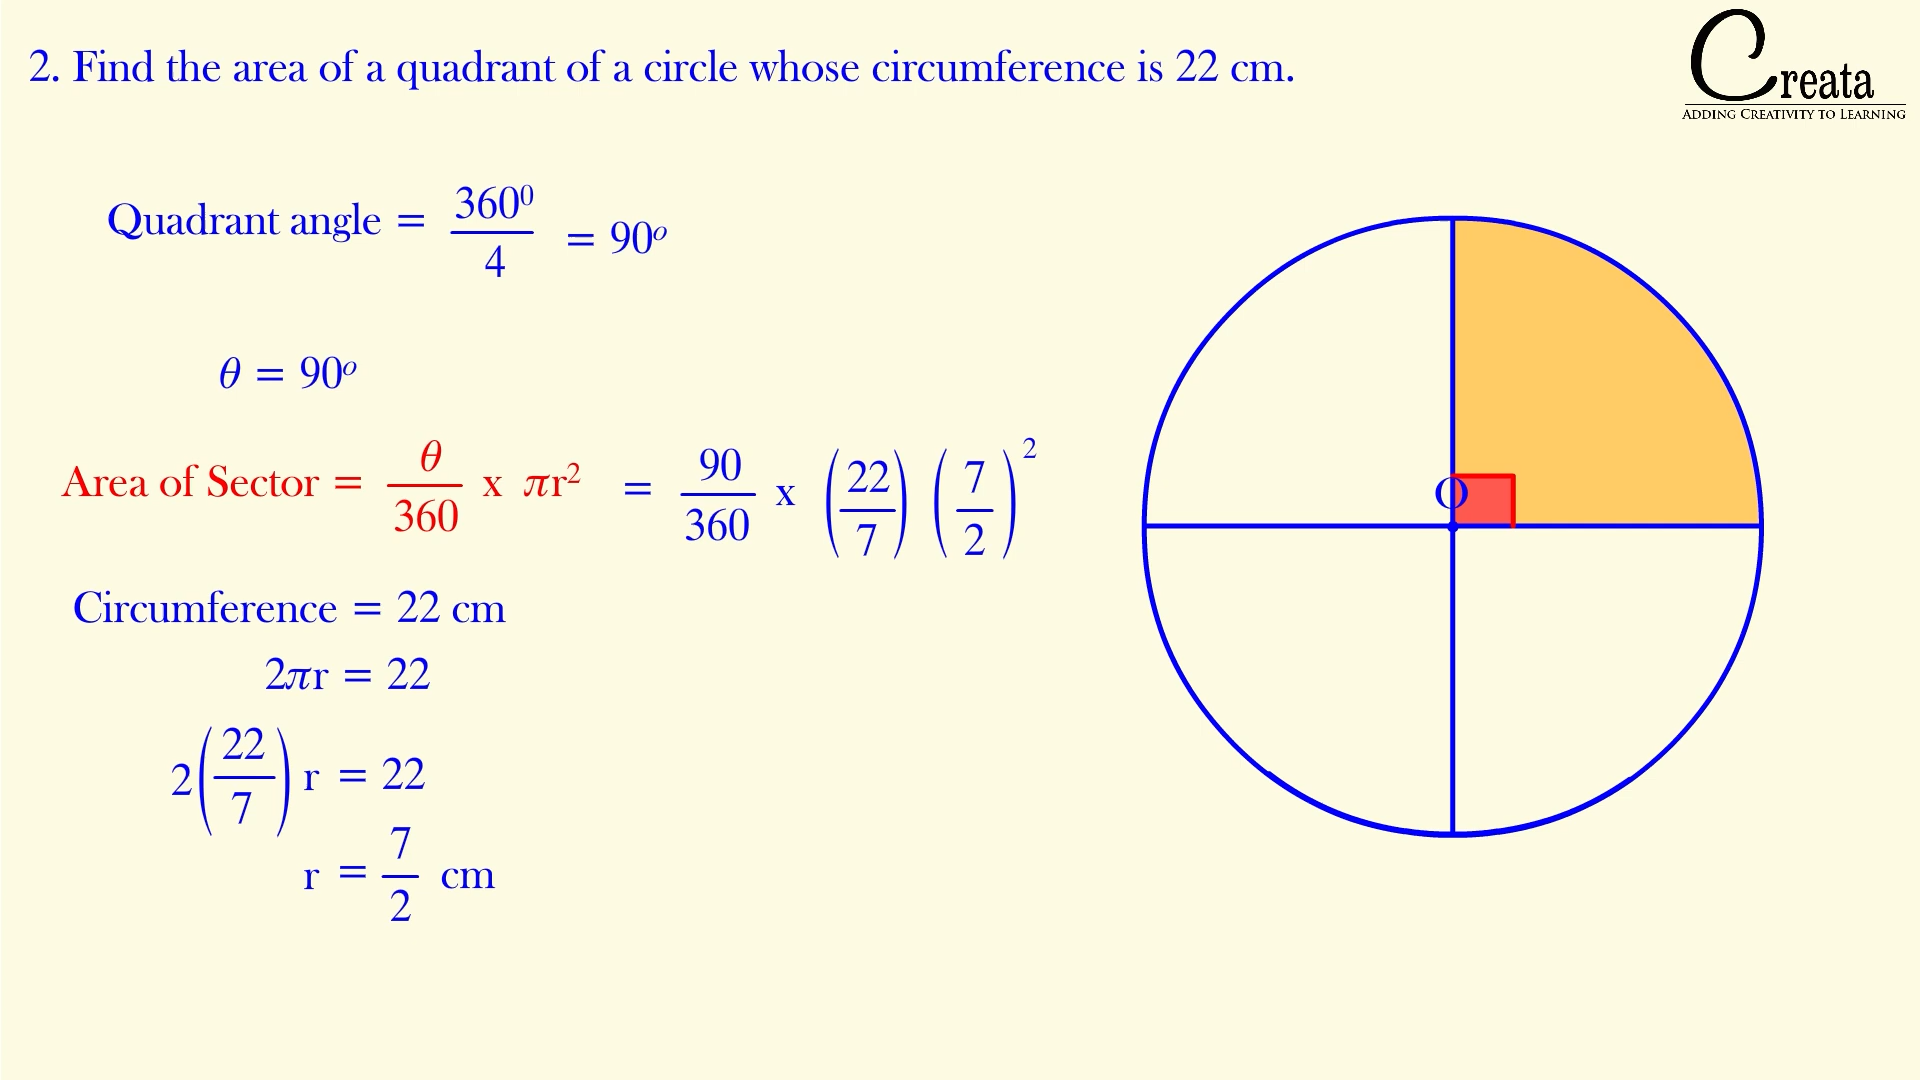 2. Find the area of a quadrant of a circle whose circumference is 22 cm.
Creata
ADDING CREATIVITY TO LEARNING
Quadrant angle = 360⁰/4 = 90ᵒ
θ = 90ᵒ
Area of Sector = θ/360 x πr² = 90/360 x (22/7) (7/2)²
O
Circumference = 22 cm
2πr = 22
2(22/7) r = 22
r = 7/2 cm